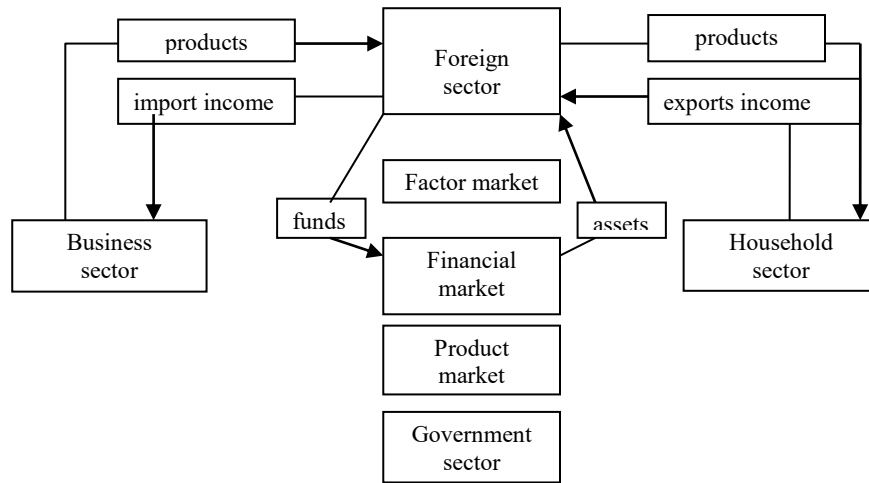 products
Foreign
sector
products
import income
exports income
Factor market
funds
assets
Business
sector
Financial
market
Household
sector
Product
market
Government
sector